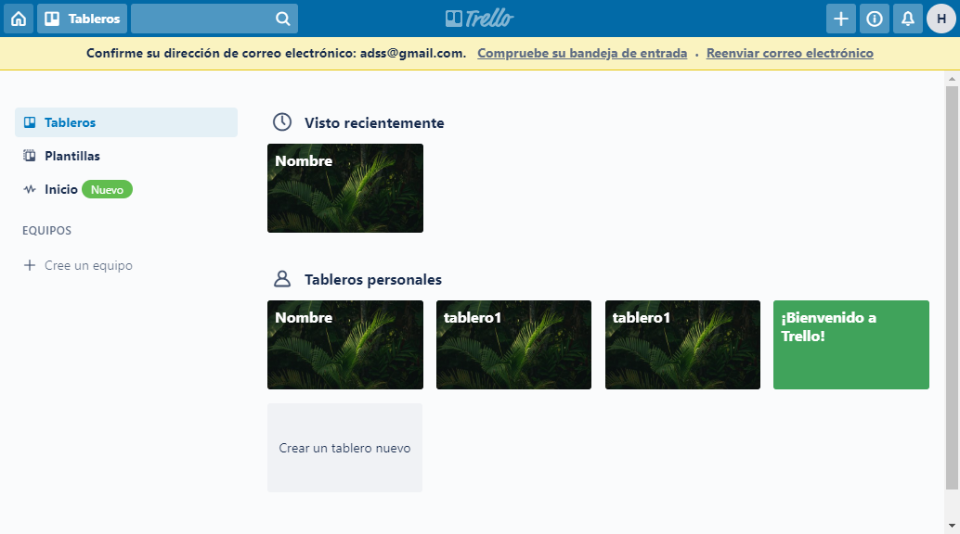 Tableros
Trello
H
Confirme su dirección de correo electrónico: adss@gmail.com. Compruebe su bandeja de entrada · Reenviar correo electrónico
Tableros
Plantillas
Inicio Nuevo
EQUIPOS
+ Cree un equipo
Visto recientemente
Nombre
Tableros personales
Nombre
tablero1
tablero1
¡Bienvenido a
Trello!
Crear un tablero nuevo